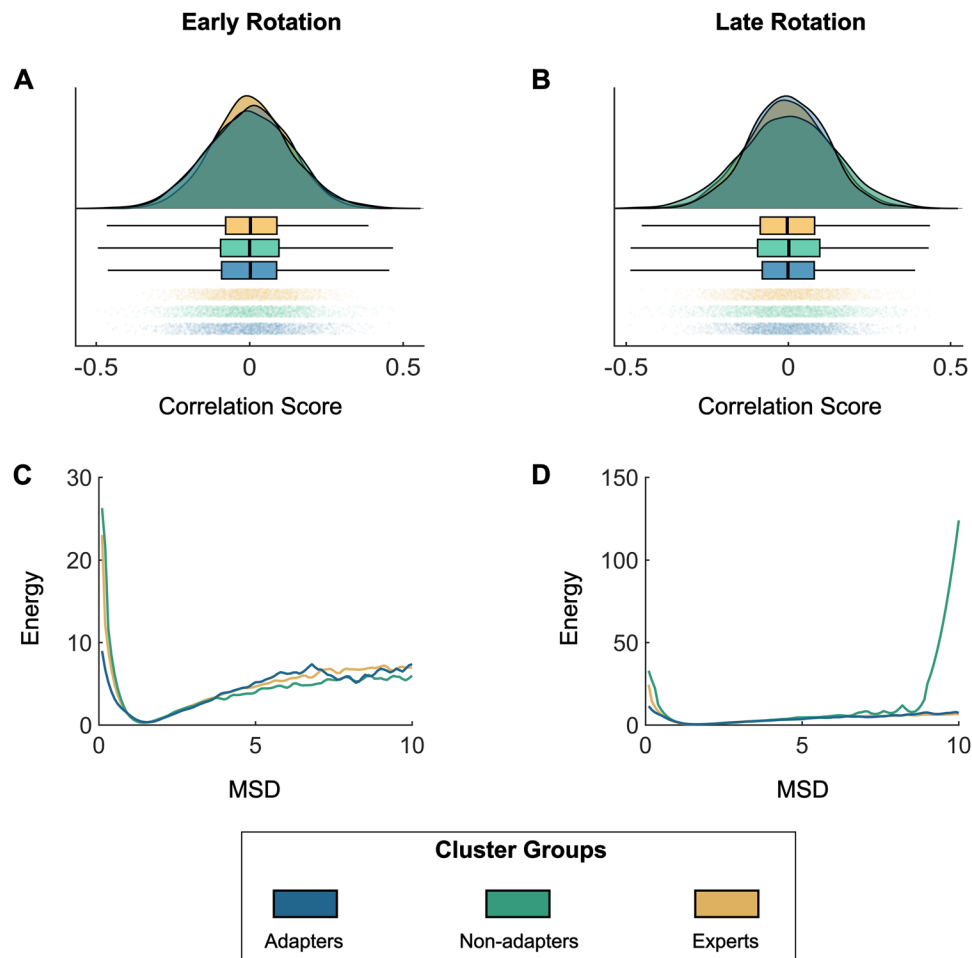 Early Rotation
Late Rotation
A
B
-0.5 0 0.5
-0.5 0 0.5
Correlation Score
Correlation Score
C
D
30
20
10
0
Energy
0 5 10
MSD
150
100
50
0
Energy
0 5 10
MSD
Cluster Groups
Adapters
Non-adapters
Experts